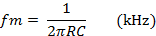 fm = 1 / 2πRC (kHz)